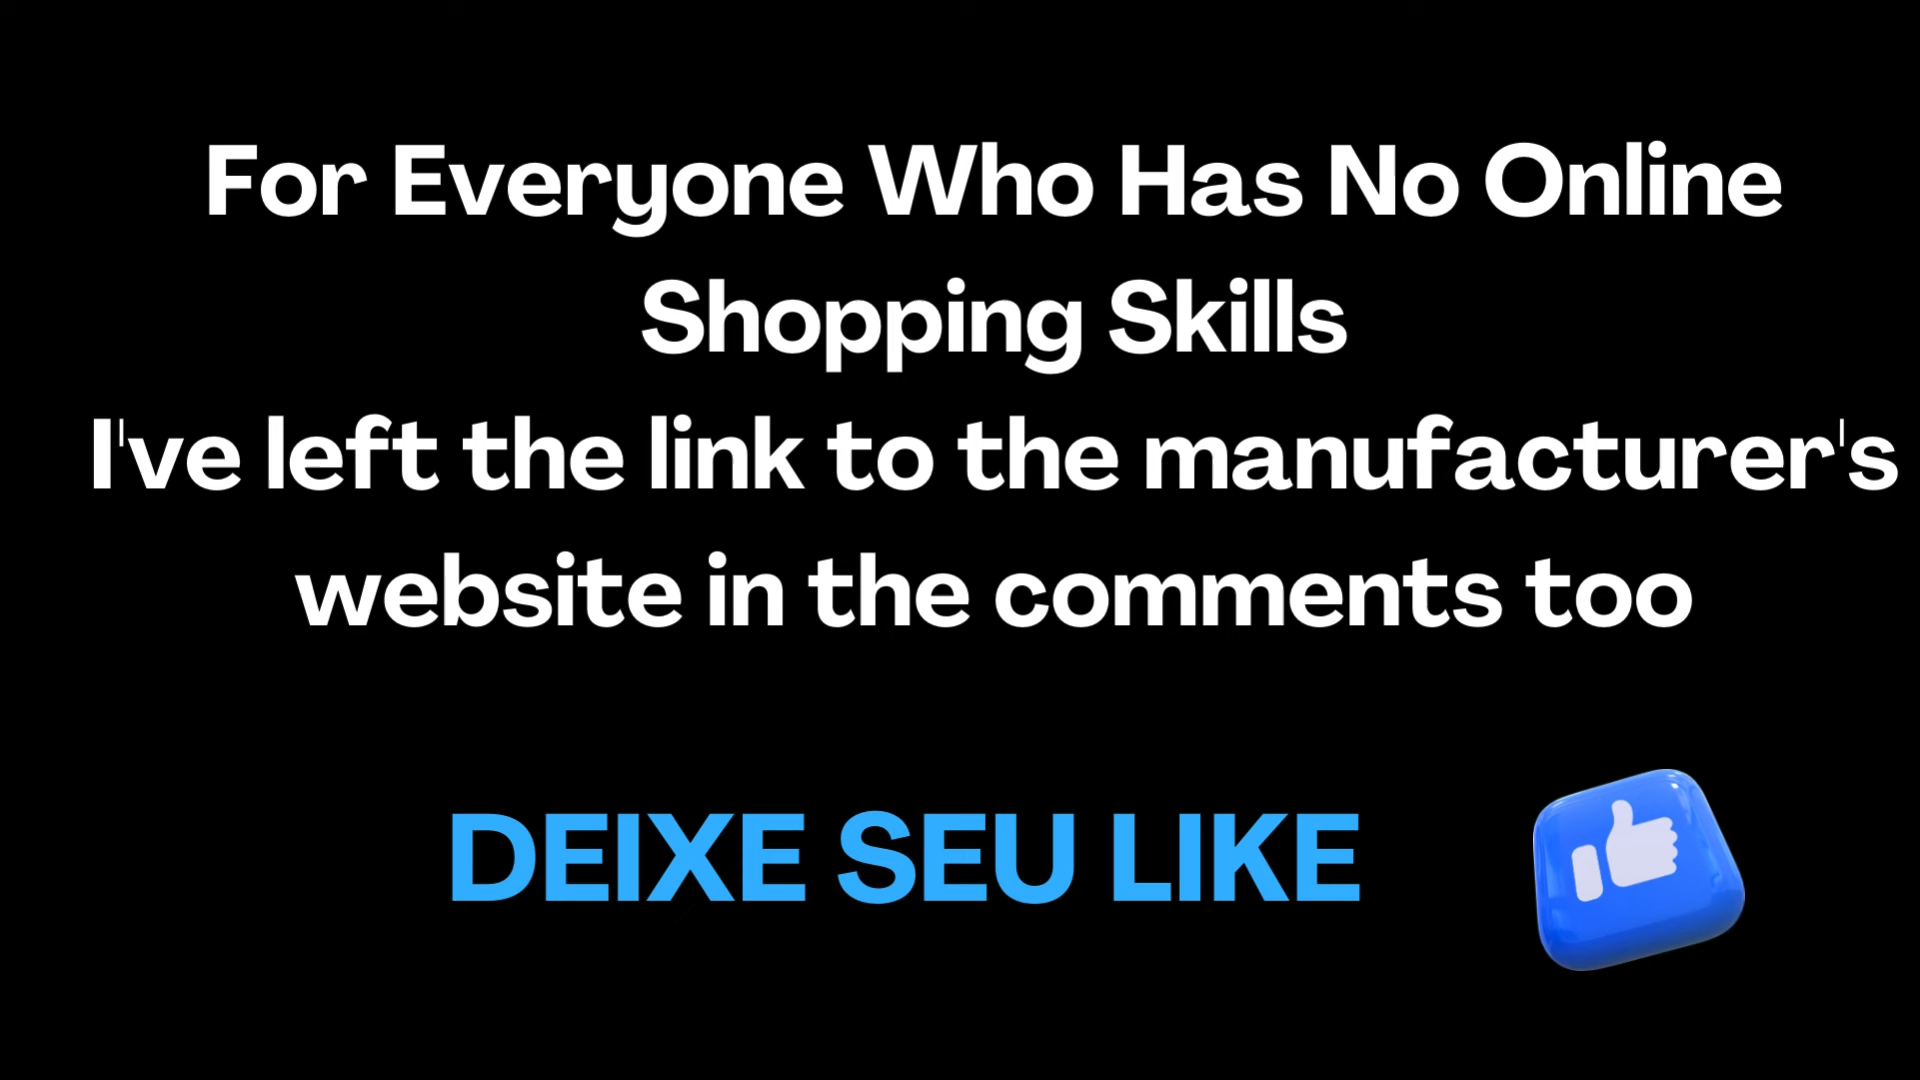 For Everyone Who Has No Online
Shopping Skills
I've left the link to the manufacturer's
website in the comments too
DEIXE SEU LIKE